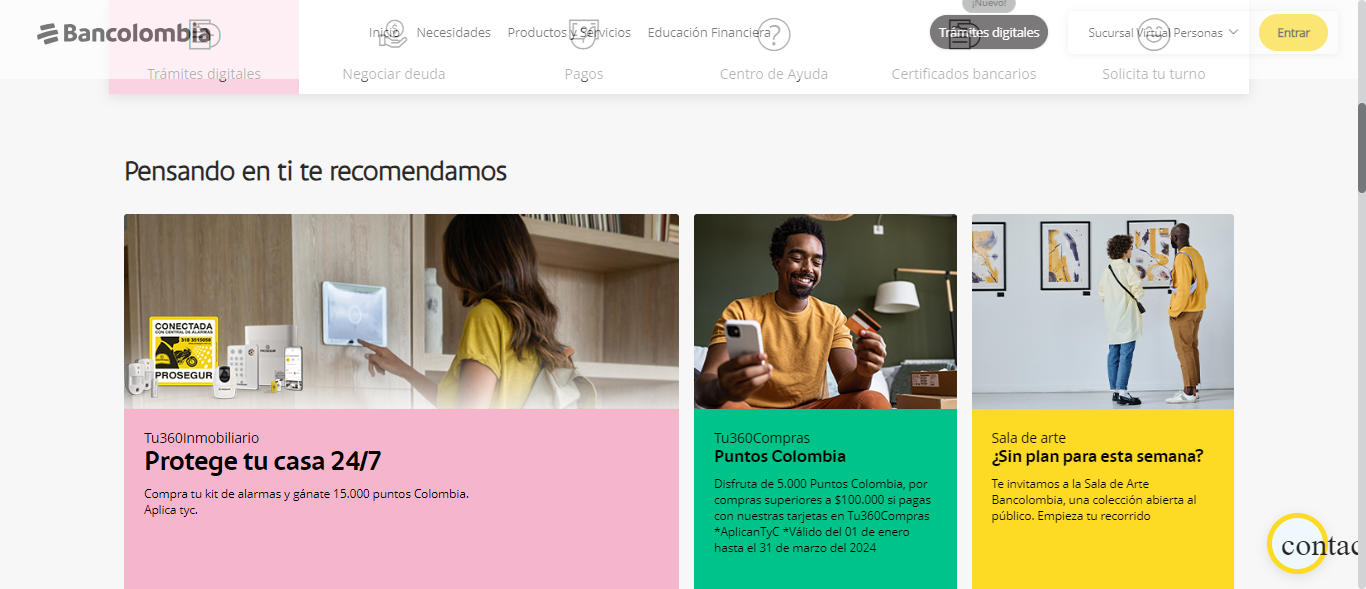 ¡Nuevo!
Bancolombia
Inicio
Necesidades
Productos y Servicios
Educación Financiera
Trámites digitales
Sucursal Virtual Personas
Entrar
Trámites digitales
Negociar deuda
Pagos
Centro de Ayuda
Certificados bancarios
Solicita tu turno
Pensando en ti te recomendamos
CONECTADA
CON CENTRAL DE ALARMAS
318 3515058
PROSEGUR
Tu360Inmobiliario
Protege tu casa 24/7
Compra tu kit de alarmas y gánate 15.000 puntos Colombia.
Aplica tyc.
Tu360Compras
Puntos Colombia
Disfruta de 5.000 Puntos Colombia, por
compras superiores a $100.000 si pagas
con nuestras tarjetas en Tu360Compras
*AplicanTyC *Válido del 01 de enero
hasta el 31 de marzo del 2024
Sala de arte
¿Sin plan para esta semana?
Te invitamos a la Sala de Arte
Bancolombia, una colección abierta al
público. Empieza tu recorrido
contac